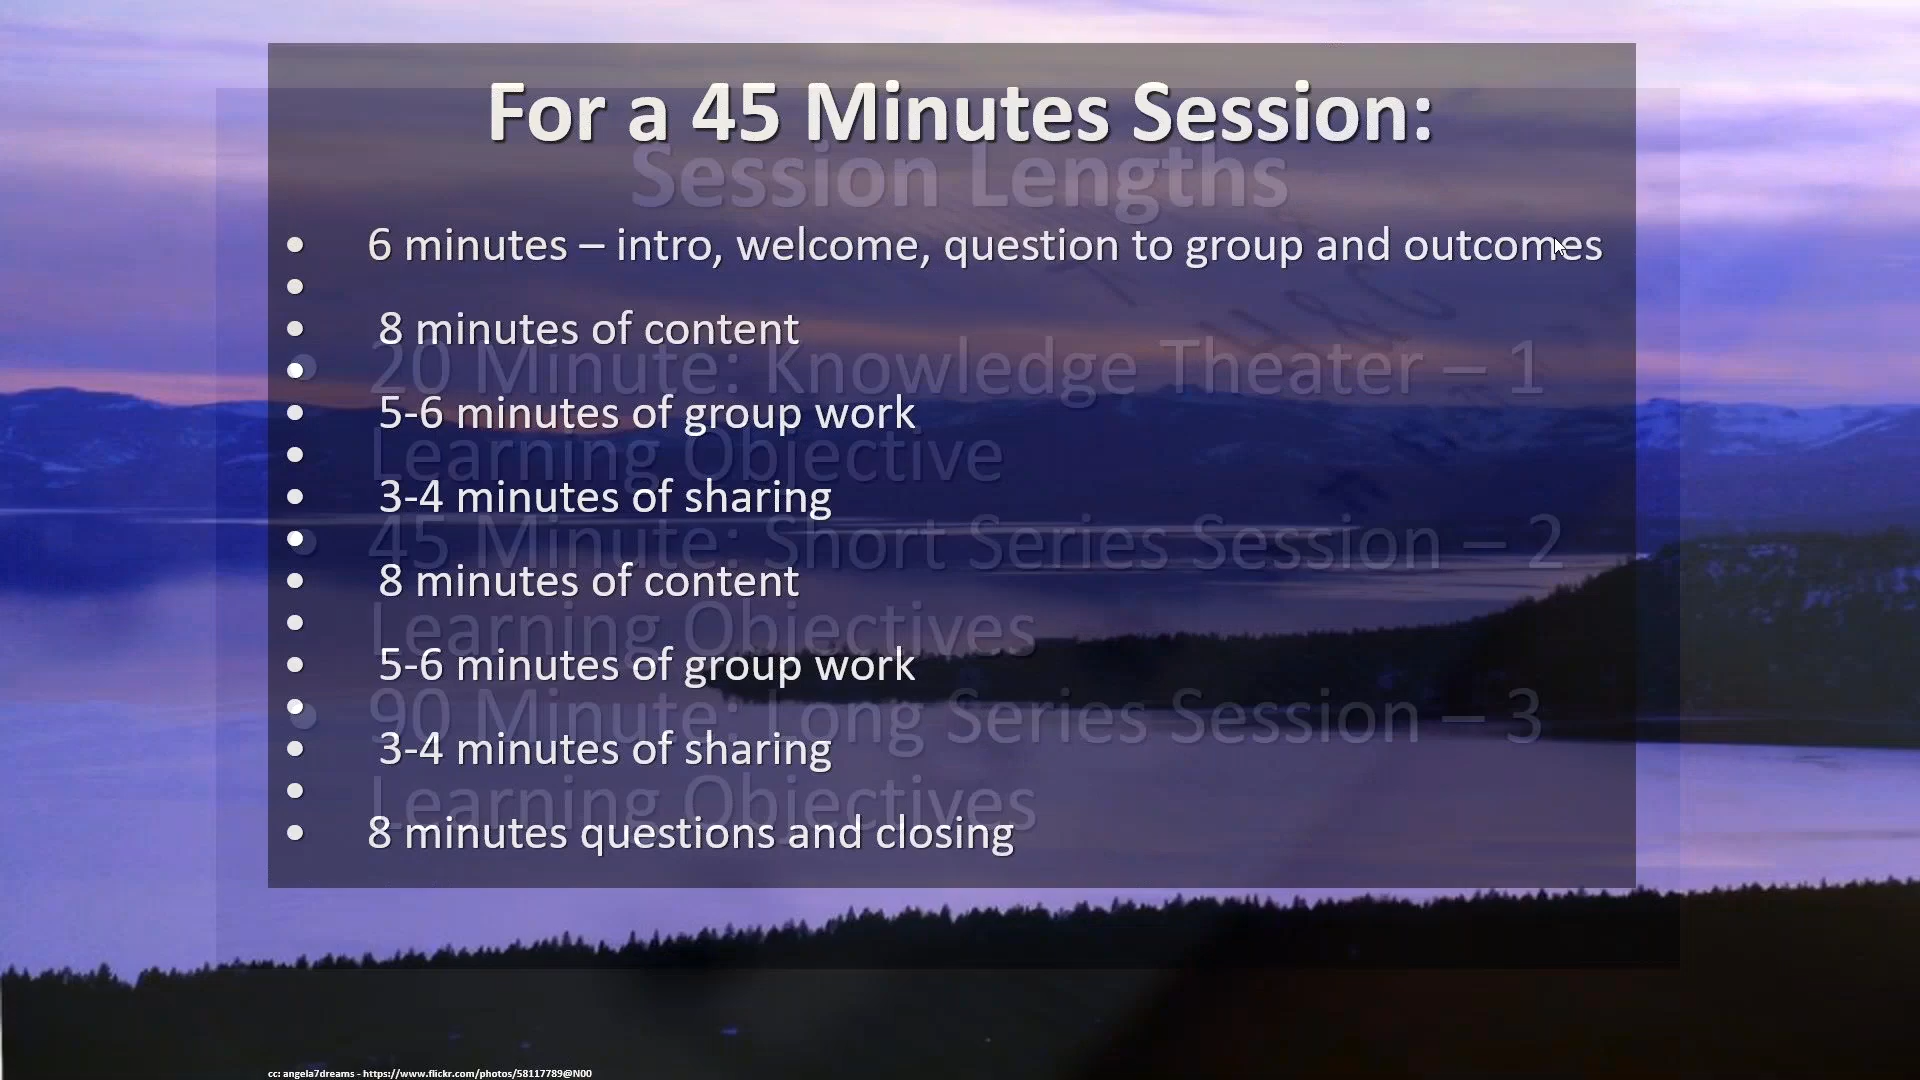 For a 45 Minutes Session:
Session Lengths
6 minutes – intro, welcome, question to group and outcomes
8 minutes of content
20 Minute: Knowledge Theater – 1
5-6 minutes of group work
Learning Objective
3-4 minutes of sharing
45 Minute: Short Series Session – 2
8 minutes of content
Learning Objectives
5-6 minutes of group work
90 Minute: Long Series Session – 3
3-4 minutes of sharing
Learning Objectives
8 minutes questions and closing
cc: angela7dreams - https://www.flickr.com/photos/58117789@N00